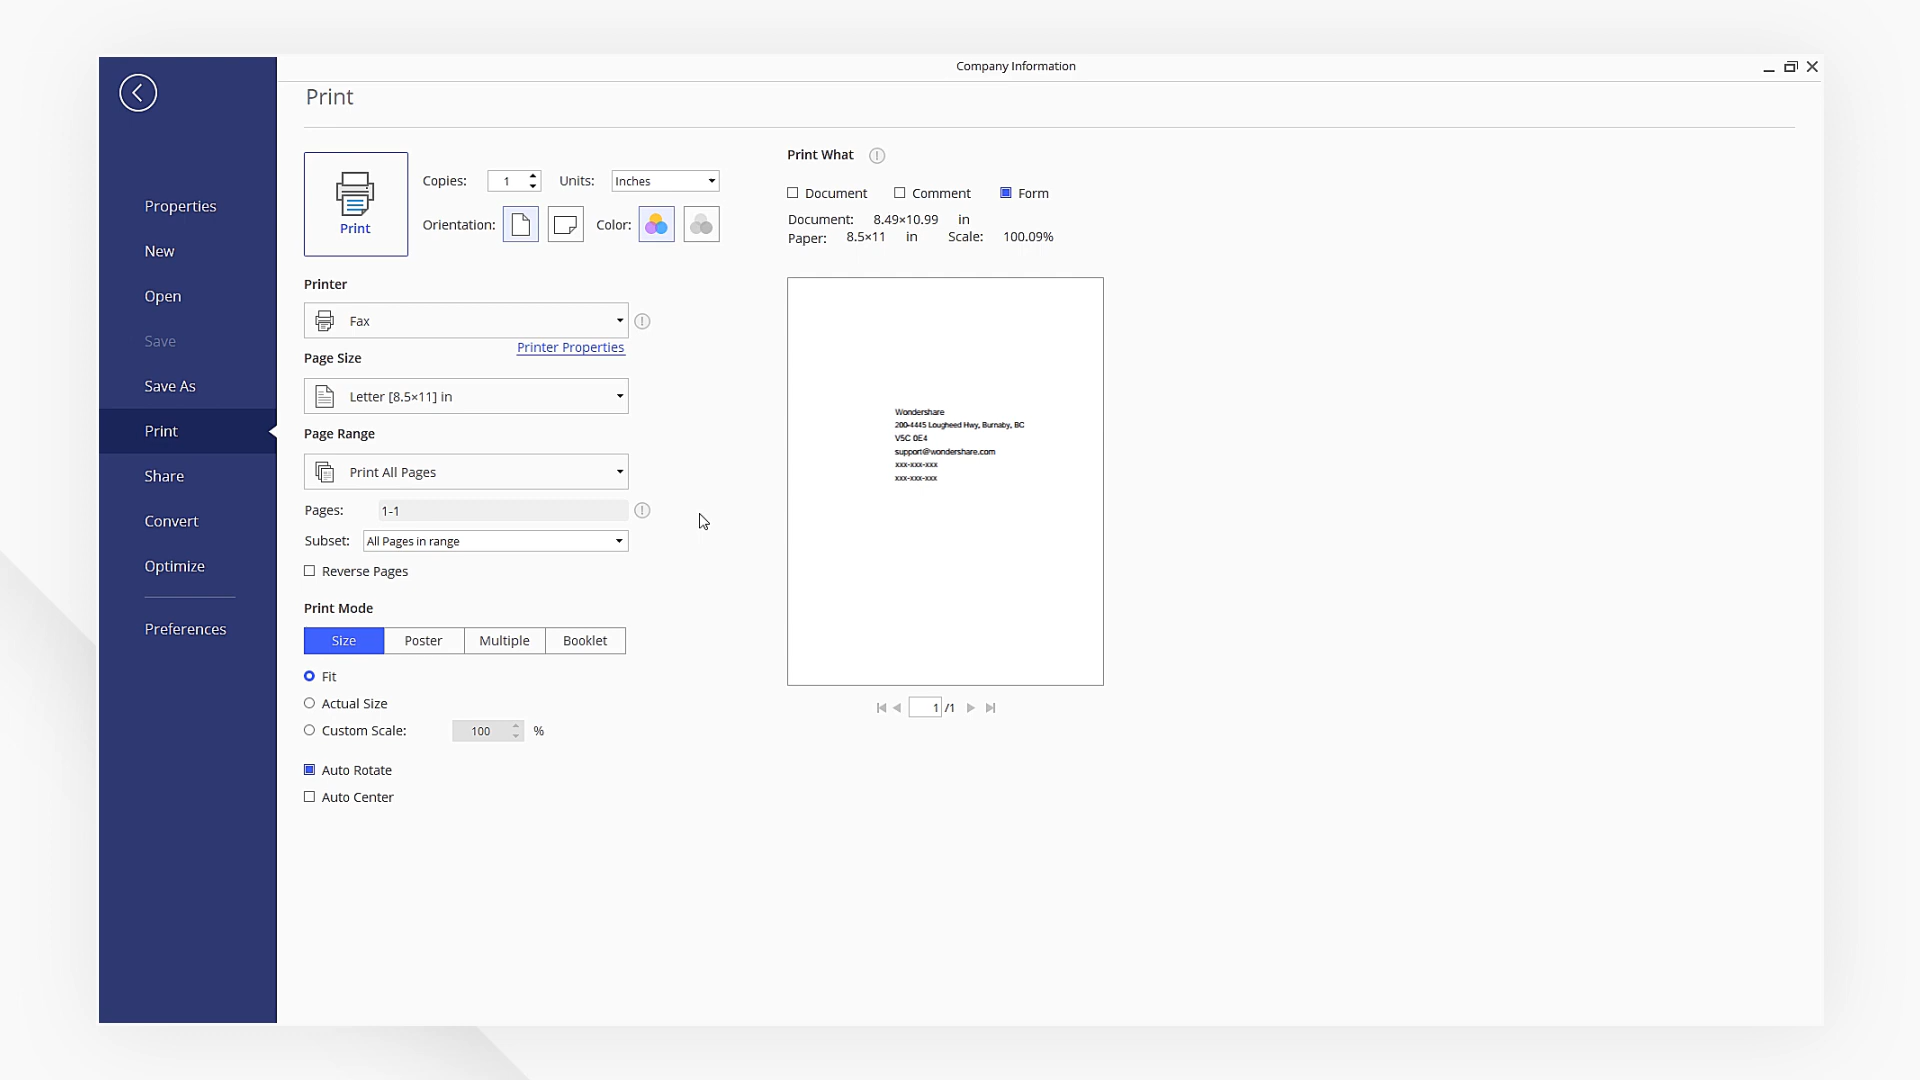 Company Information
Print
Properties
New
Open
Save
Save As
Print
Share
Convert
Optimize
Preferences
Print
Copies: 1 Units: Inches
Orientation: Color:
Printer
Fax
Printer Properties
Page Size
Letter [8.5×11] in
Page Range
Print All Pages
Pages: 1-1
Subset: All Pages in range
Reverse Pages
Print Mode
Size Poster Multiple Booklet
Fit
Actual Size
Custom Scale: 100 %
Auto Rotate
Auto Center
Print What
Document Comment Form
Document: 8.49×10.99 in
Paper: 8.5×11 in Scale: 100.09%
Wondershare
200-4445 Lougheed Hwy, Burnaby, BC
V5C 0E4
support@wondershare.com
xxx-xxx-xxx
xxx-xxx-xxx
1 /1